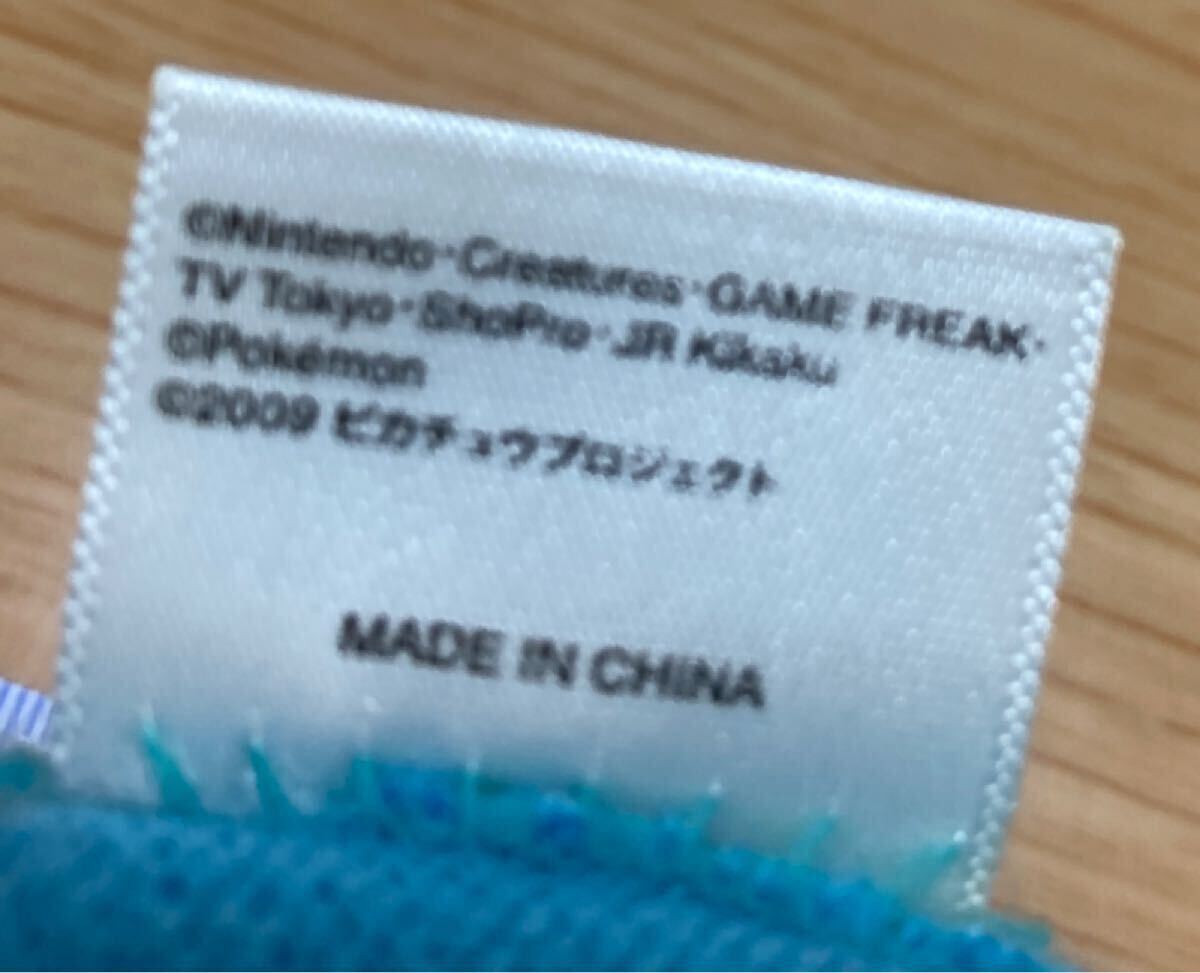 ©Nintendo・Creatures・GAME FREAK・
TV Tokyo・ShoPro・JR Kikaku
©Pokémon
©2009 ピカチュウプロジェクト
MADE IN CHINA